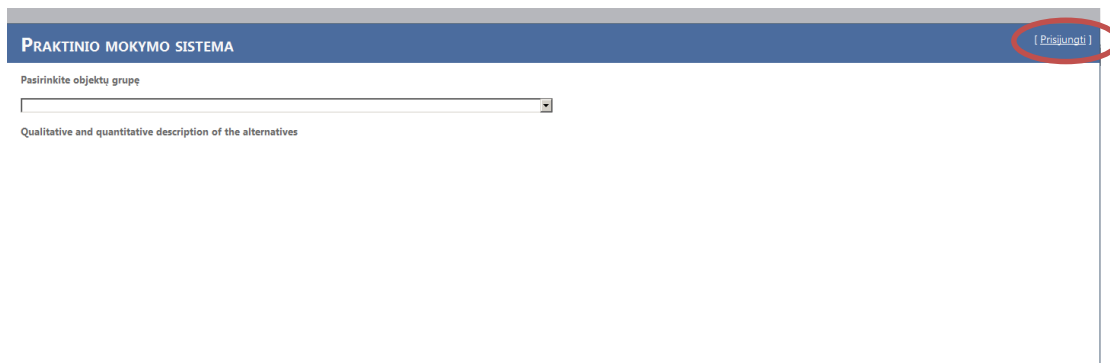 PRAKTINIO MOKYMO SISTEMA
[ Prisijungti ]
Pasirinkite objektų grupę
Qualitative and quantitative description of the alternatives